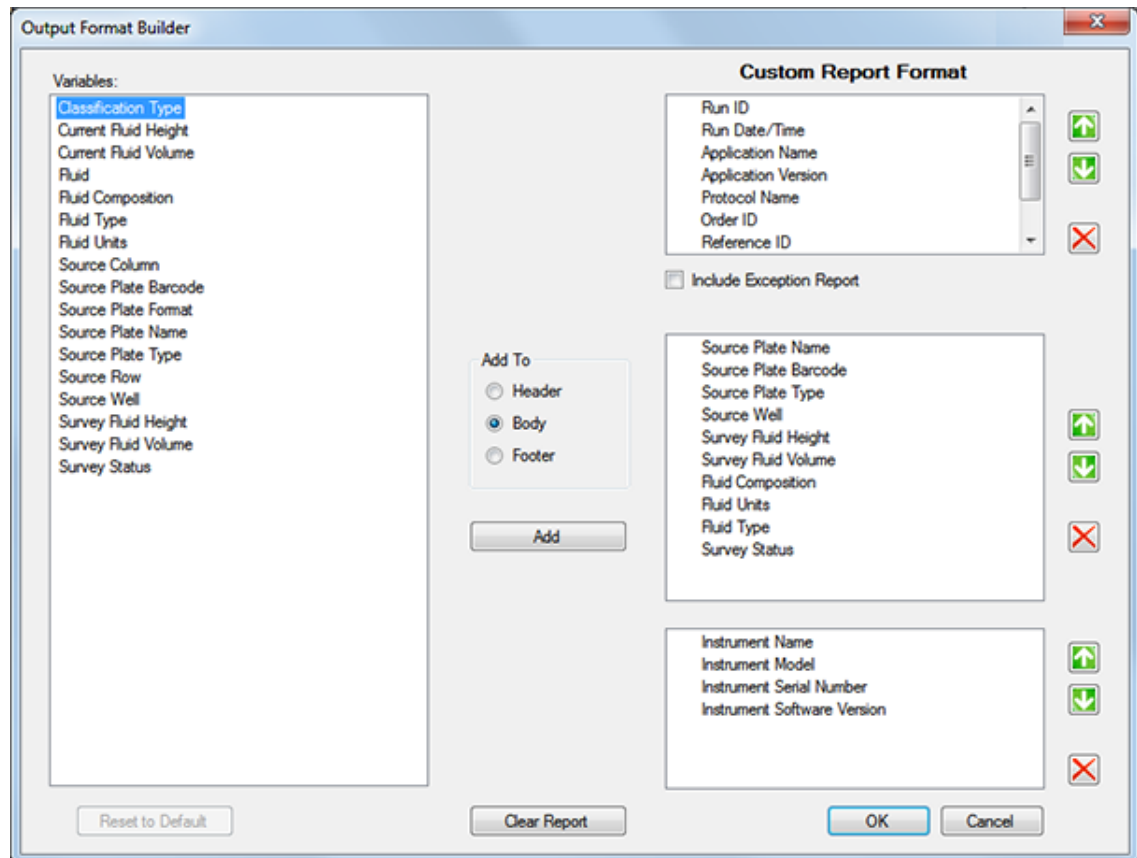 Output Format Builder
Variables:
Classification Type
Current Fluid Height
Current Fluid Volume
Fluid
Fluid Composition
Fluid Type
Fluid Units
Source Column
Source Plate Barcode
Source Plate Format
Source Plate Name
Source Plate Type
Source Row
Source Well
Survey Fluid Height
Survey Fluid Volume
Survey Status
Reset to Default
Add To
Header
Body
Footer
Add
Clear Report
Custom Report Format
Run ID
Run Date/Time
Application Name
Application Version
Protocol Name
Order ID
Reference ID
Include Exception Report
Source Plate Name
Source Plate Barcode
Source Plate Type
Source Well
Survey Fluid Height
Survey Fluid Volume
Fluid Composition
Fluid Units
Fluid Type
Survey Status
Instrument Name
Instrument Model
Instrument Serial Number
Instrument Software Version
OK
Cancel